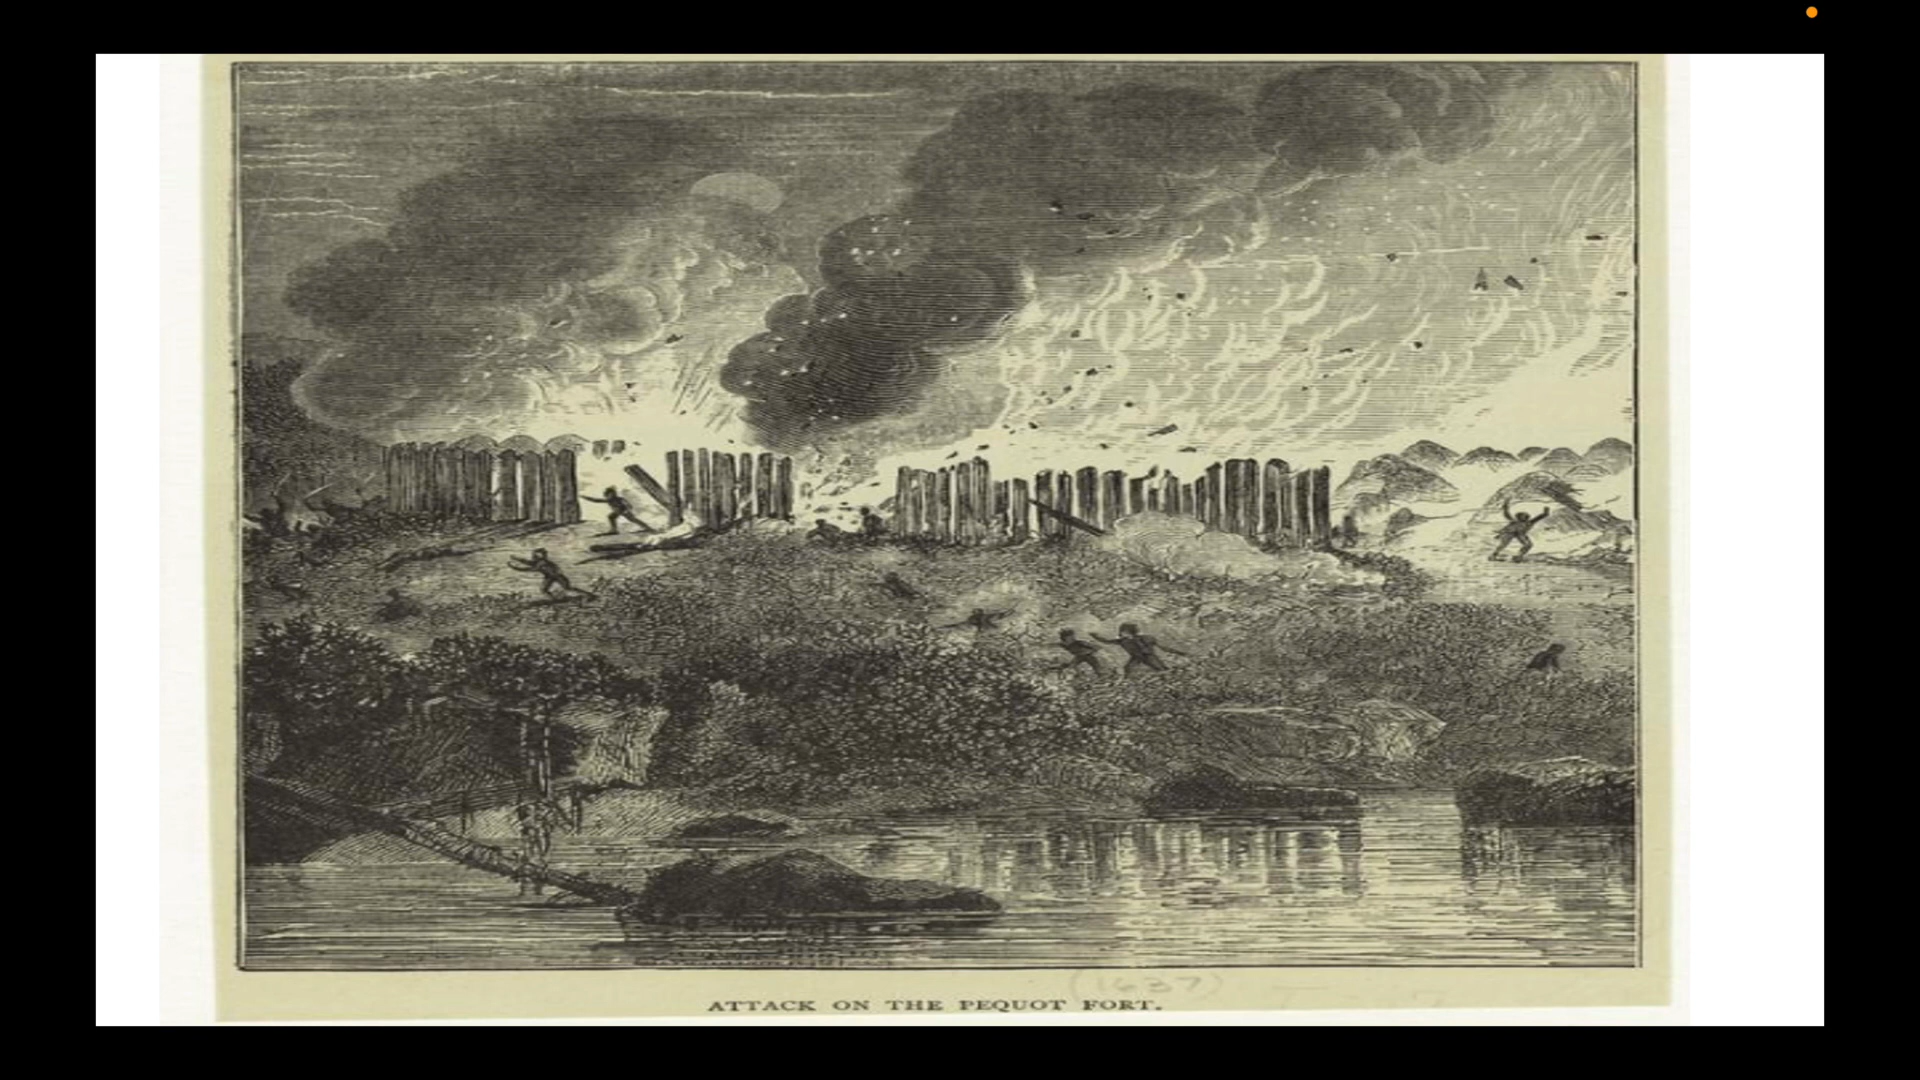 (1637)
ATTACK ON THE PEQUOT FORT.